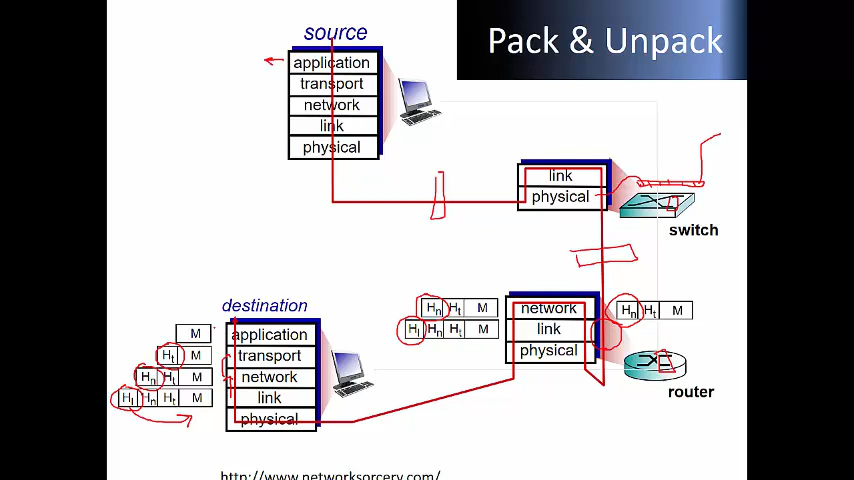 source
Pack & Unpack
application
transport
network
link
physical
link
physical
switch
destination
Hn Ht M
Hl Hn Ht M
network
link
physical
Hn Ht M
router
M
Ht M
Hn Ht M
Hl Hn Ht M
application
transport
network
link
physical
http://www.networksorcery.com/